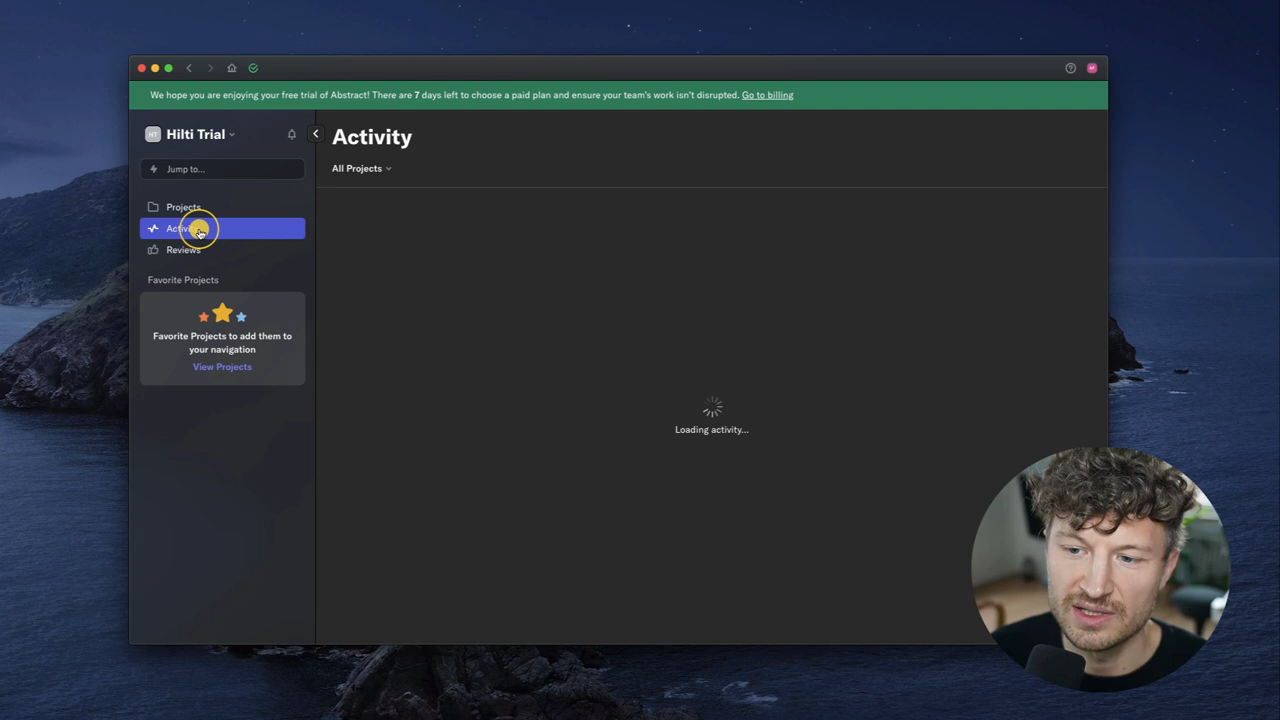 We hope you are enjoying your free trial of Abstract! There are 7 days left to choose a paid plan and ensure your team's work isn't disrupted. Go to billing
HT Hilti Trial
Jump to...
Projects
Activity
Reviews
Favorite Projects
Favorite Projects to add them to
your navigation
View Projects
Activity
All Projects
Loading activity...